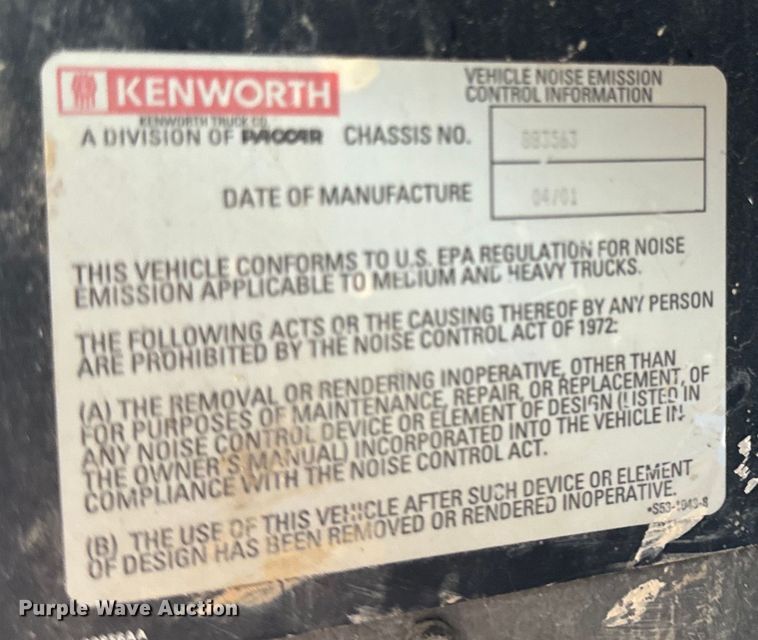 KENWORTH
KENWORTH TRUCK CO.
A DIVISION OF PACCAR
VEHICLE NOISE EMISSION
CONTROL INFORMATION
CHASSIS NO. 883563
DATE OF MANUFACTURE 04/01
THIS VEHICLE CONFORMS TO U.S. EPA REGULATION FOR NOISE
EMISSION APPLICABLE TO MEDIUM AND HEAVY TRUCKS.
THE FOLLOWING ACTS OR THE CAUSING THEREOF BY ANY PERSON
ARE PROHIBITED BY THE NOISE CONTROL ACT OF 1972:
(A) THE REMOVAL OR RENDERING INOPERATIVE, OTHER THAN
FOR PURPOSES OF MAINTENANCE, REPAIR, OR REPLACEMENT, OF
ANY NOISE CONTROL DEVICE OR ELEMENT OF DESIGN (LISTED IN
THE OWNER'S MANUAL) INCORPORATED INTO THE VEHICLE IN
COMPLIANCE WITH THE NOISE CONTROL ACT.
(B) THE USE OF THIS VEHICLE AFTER SUCH DEVICE OR ELEMENT
OF DESIGN HAS BEEN REMOVED OR RENDERED INOPERATIVE.
•S53-1043-8
Purple Wave Auction